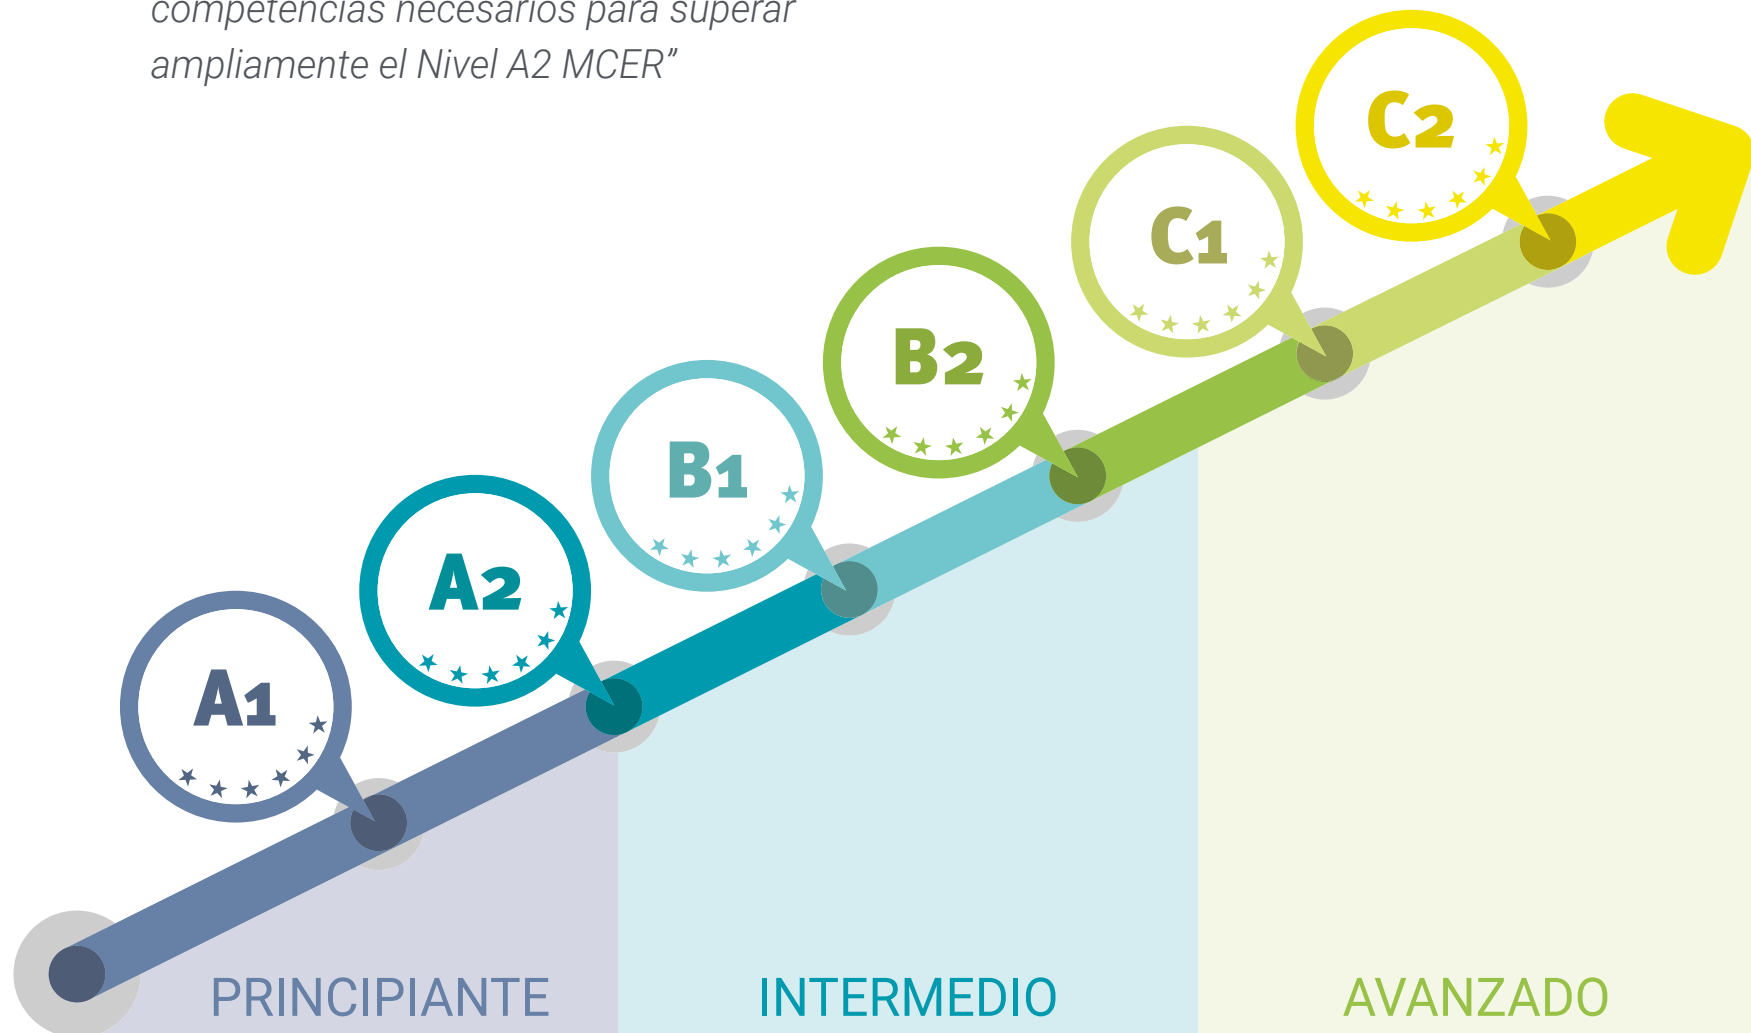 competencias necesarios para superar
ampliamente el Nivel A2 MCER”
C2
C1
B2
B1
A2
A1
PRINCIPIANTE INTERMEDIO AVANZADO